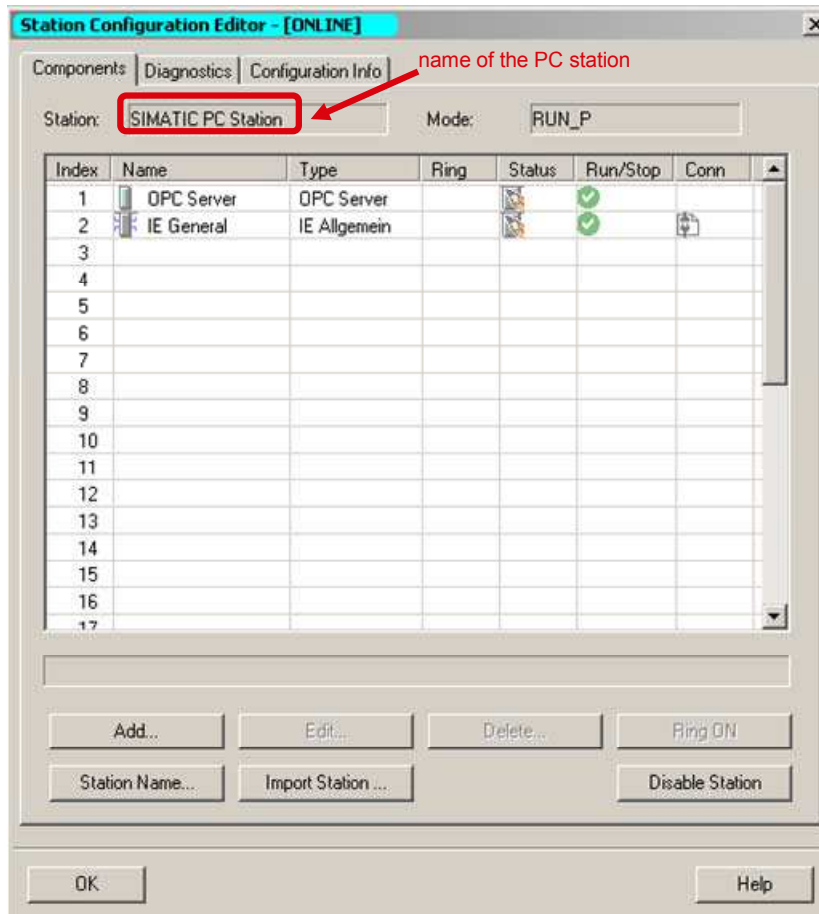 Station Configuration Editor - [ONLINE]
Components Diagnostics Configuration Info
name of the PC station
Station: SIMATIC PC Station Mode: RUN_P
Index Name Type Ring Status Run/Stop Conn
1 OPC Server OPC Server
2 IE General IE Allgemein
3
4
5
6
7
8
9
10
11
12
13
14
15
16
17
Add... Edit... Delete... Ring ON
Station Name... Import Station ... Disable Station
OK Help